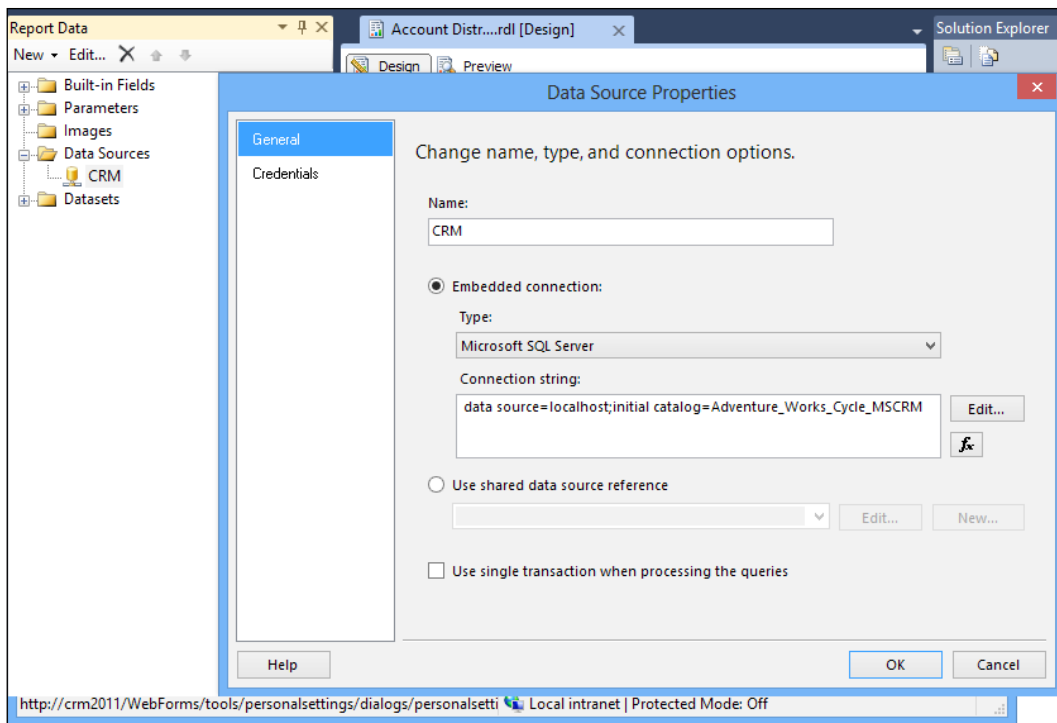 Report Data
Account Distr....rdl [Design]
Solution Explorer
New
Edit...
Design
Preview
Built-in Fields
Parameters
Images
Data Sources
CRM
Datasets
Data Source Properties
General
Credentials
Change name, type, and connection options.
Name:
CRM
Embedded connection:
Type:
Microsoft SQL Server
Connection string:
data source=localhost;initial catalog=Adventure_Works_Cycle_MSCRM
Edit...
fx
Use shared data source reference
Edit...
New...
Use single transaction when processing the queries
Help
OK
Cancel
http://crm2011/WebForms/tools/personalsettings/dialogs/personalsetti
Local intranet | Protected Mode: Off